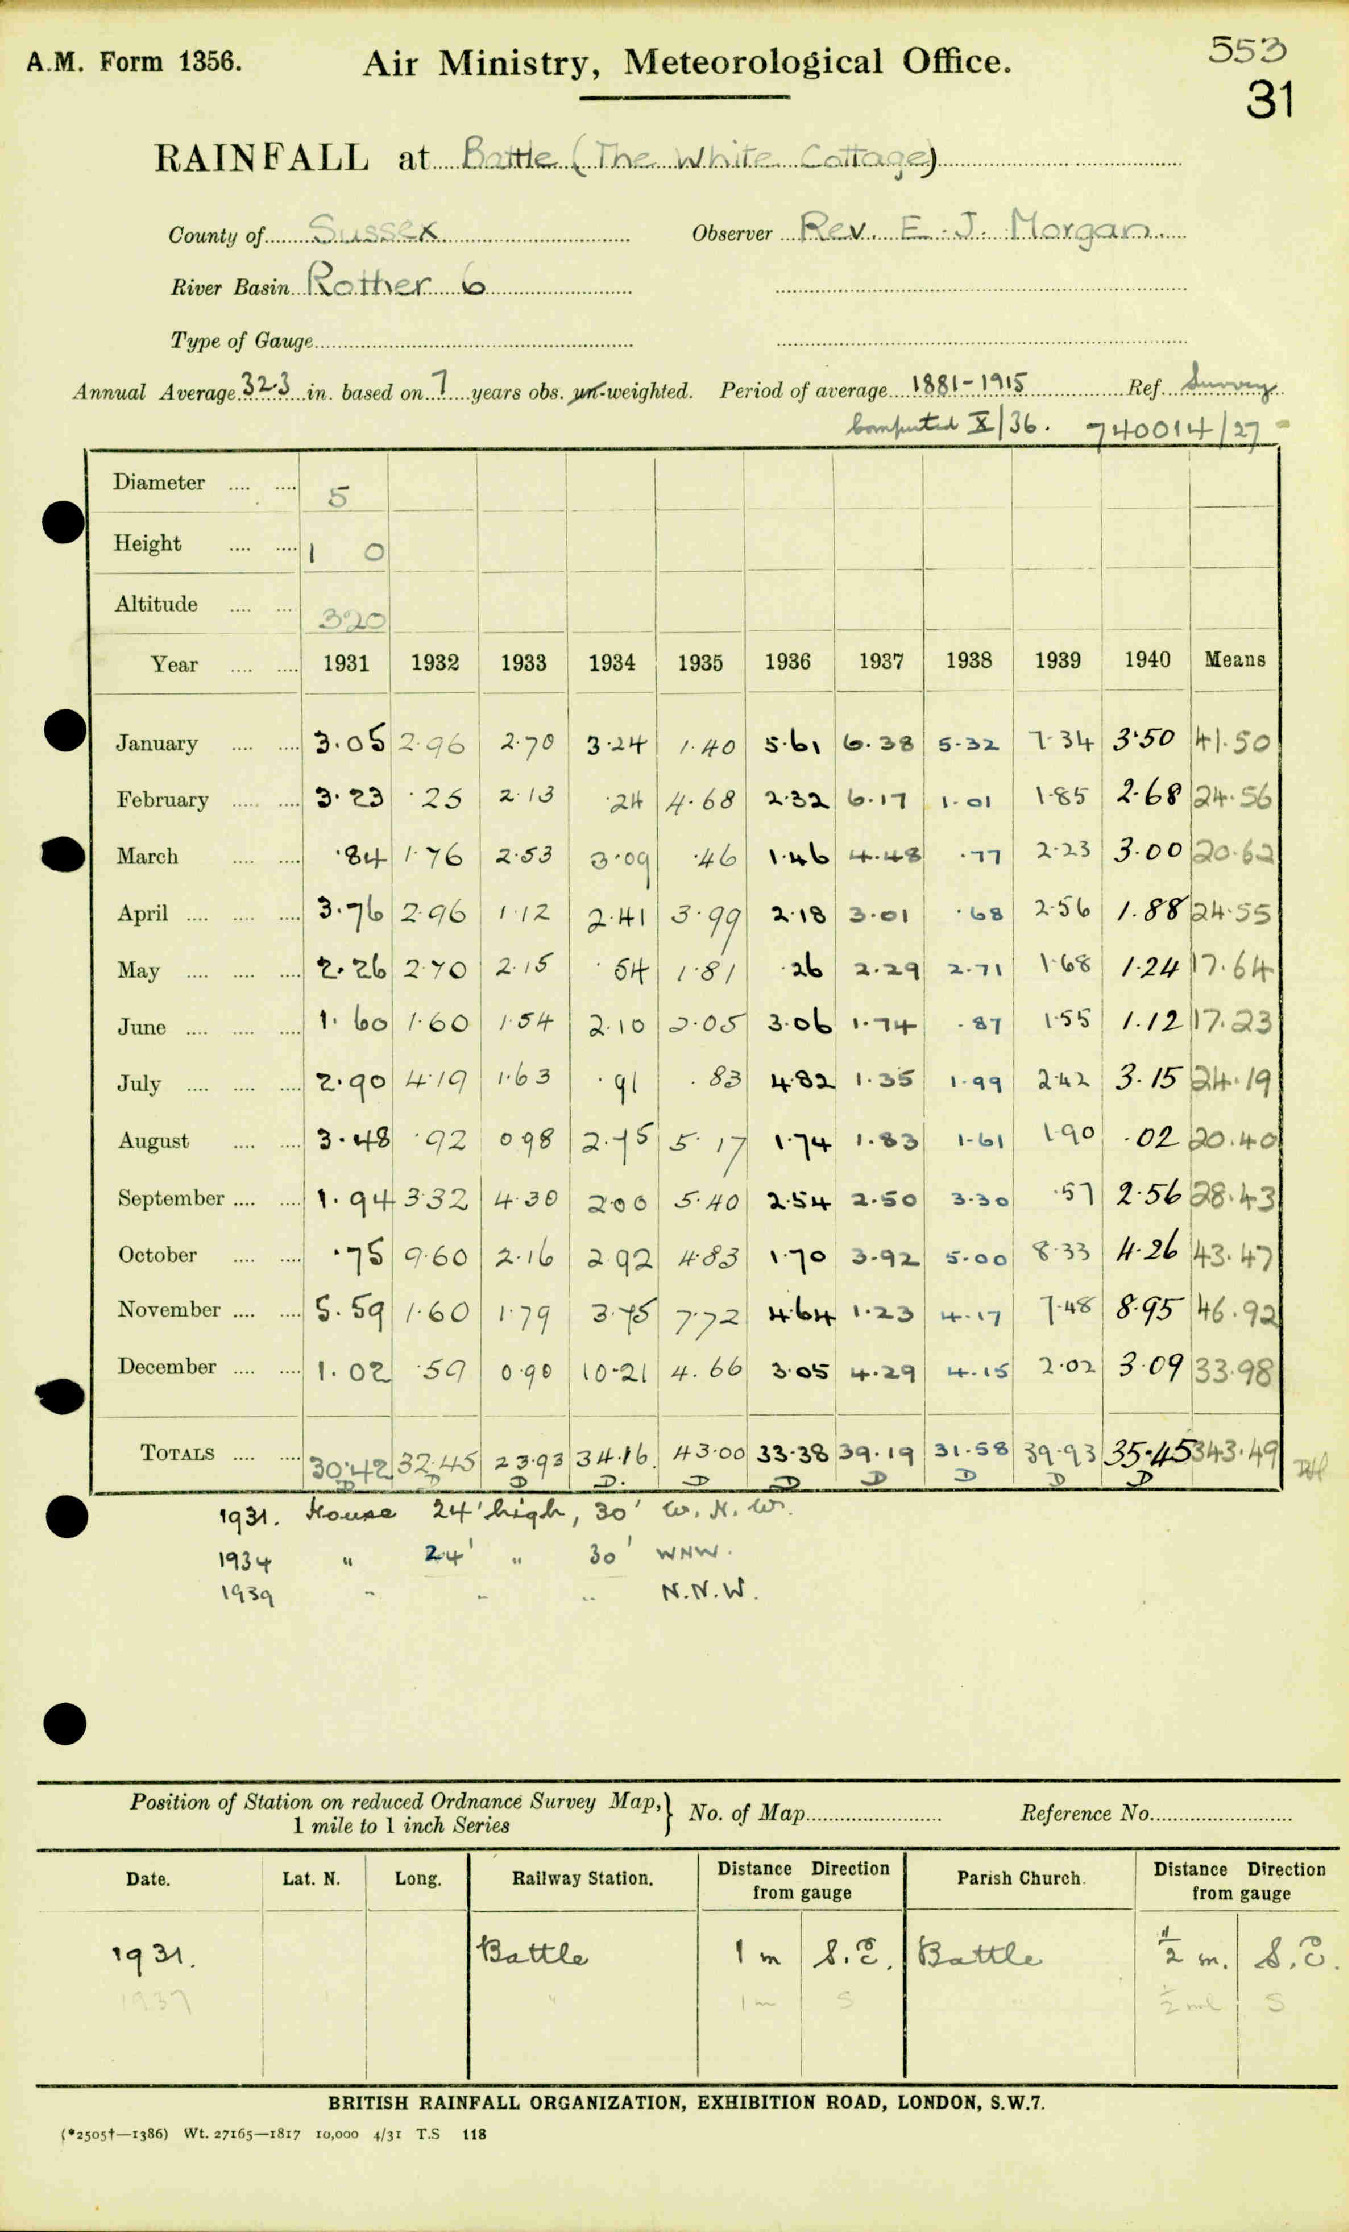 A.M. Form 1356. Air Ministry, Meteorological Office. 553
31
RAINFALL at Battle (The White Cottage)
County of Sussex Observer Rev. E. J. Morgan.
River Basin Rother 6
Type of Gauge
Annual Average 32.3 in. based on 7 years obs. un-weighted. Period of average 1881-1915 Ref. Survey
Computed X/36. 740014/27
Diameter .... .... 5
Height .... .... 1 0
Altitude .... .... 320
Year .... .... 1931 1932 1933 1934 1935 1936 1937 1938 1939 1940 Means
January .... .... 3.05 2.96 2.70 3.24 1.40 5.61 6.38 5.32 7.34 3.50 41.50
February .... .... 3.23 .25 2.13 .24 4.68 2.32 6.17 1.01 1.85 2.68 24.56
March .... .... .84 1.76 2.53 3.09 .46 1.46 4.48 .77 2.23 3.00 20.62
April .... .... .... 3.76 2.96 1.12 2.41 3.99 2.18 3.01 .68 2.56 1.88 24.55
May .... .... .... 2.26 2.70 2.15 .54 1.81 .26 2.29 2.71 1.68 1.24 17.64
June .... .... .... 1.60 1.60 1.54 2.10 2.05 3.06 1.74 .87 1.55 1.12 17.23
July .... .... .... 2.90 4.19 1.63 .91 .83 4.82 1.35 1.99 2.42 3.15 24.19
August .... .... 3.48 .92 0.98 2.75 5.17 1.74 1.83 1.61 1.90 .02 20.40
September .... .... 1.94 3.32 4.30 2.00 5.40 2.54 2.50 3.30 .57 2.56 28.43
October .... .... .75 9.60 2.16 2.92 4.83 1.70 3.92 5.00 8.33 4.26 43.47
November .... .... 5.59 1.60 1.79 3.75 7.72 4.64 1.23 4.17 7.48 8.95 46.92
December .... .... 1.02 .59 0.90 10.21 4.66 3.05 4.29 4.15 2.02 3.09 33.98
TOTALS .... .... 30.42 32.45 23.93 34.16 43.00 33.38 39.19 31.58 39.93 35.45 343.49
D D D D. D D D D D D
1931. House 24' high, 30' W. N. W.
1934 " 24' " 30' WNW.
1939 " " " N.N.W.
Position of Station on reduced Ordnance Survey Map, } No. of Map Reference No.
1 mile to 1 inch Series
Date. Lat. N. Long. Railway Station. Distance Direction from gauge Parish Church. Distance Direction from gauge
1931. Battle 1 m S.E. Battle 1/2 m. S.E.
1937 " 1 m S " 1/2 ml S
BRITISH RAINFALL ORGANIZATION, EXHIBITION ROAD, LONDON, S.W.7.
(*2505†—1386) Wt. 27165—1817 10,000 4/31 T.S 118